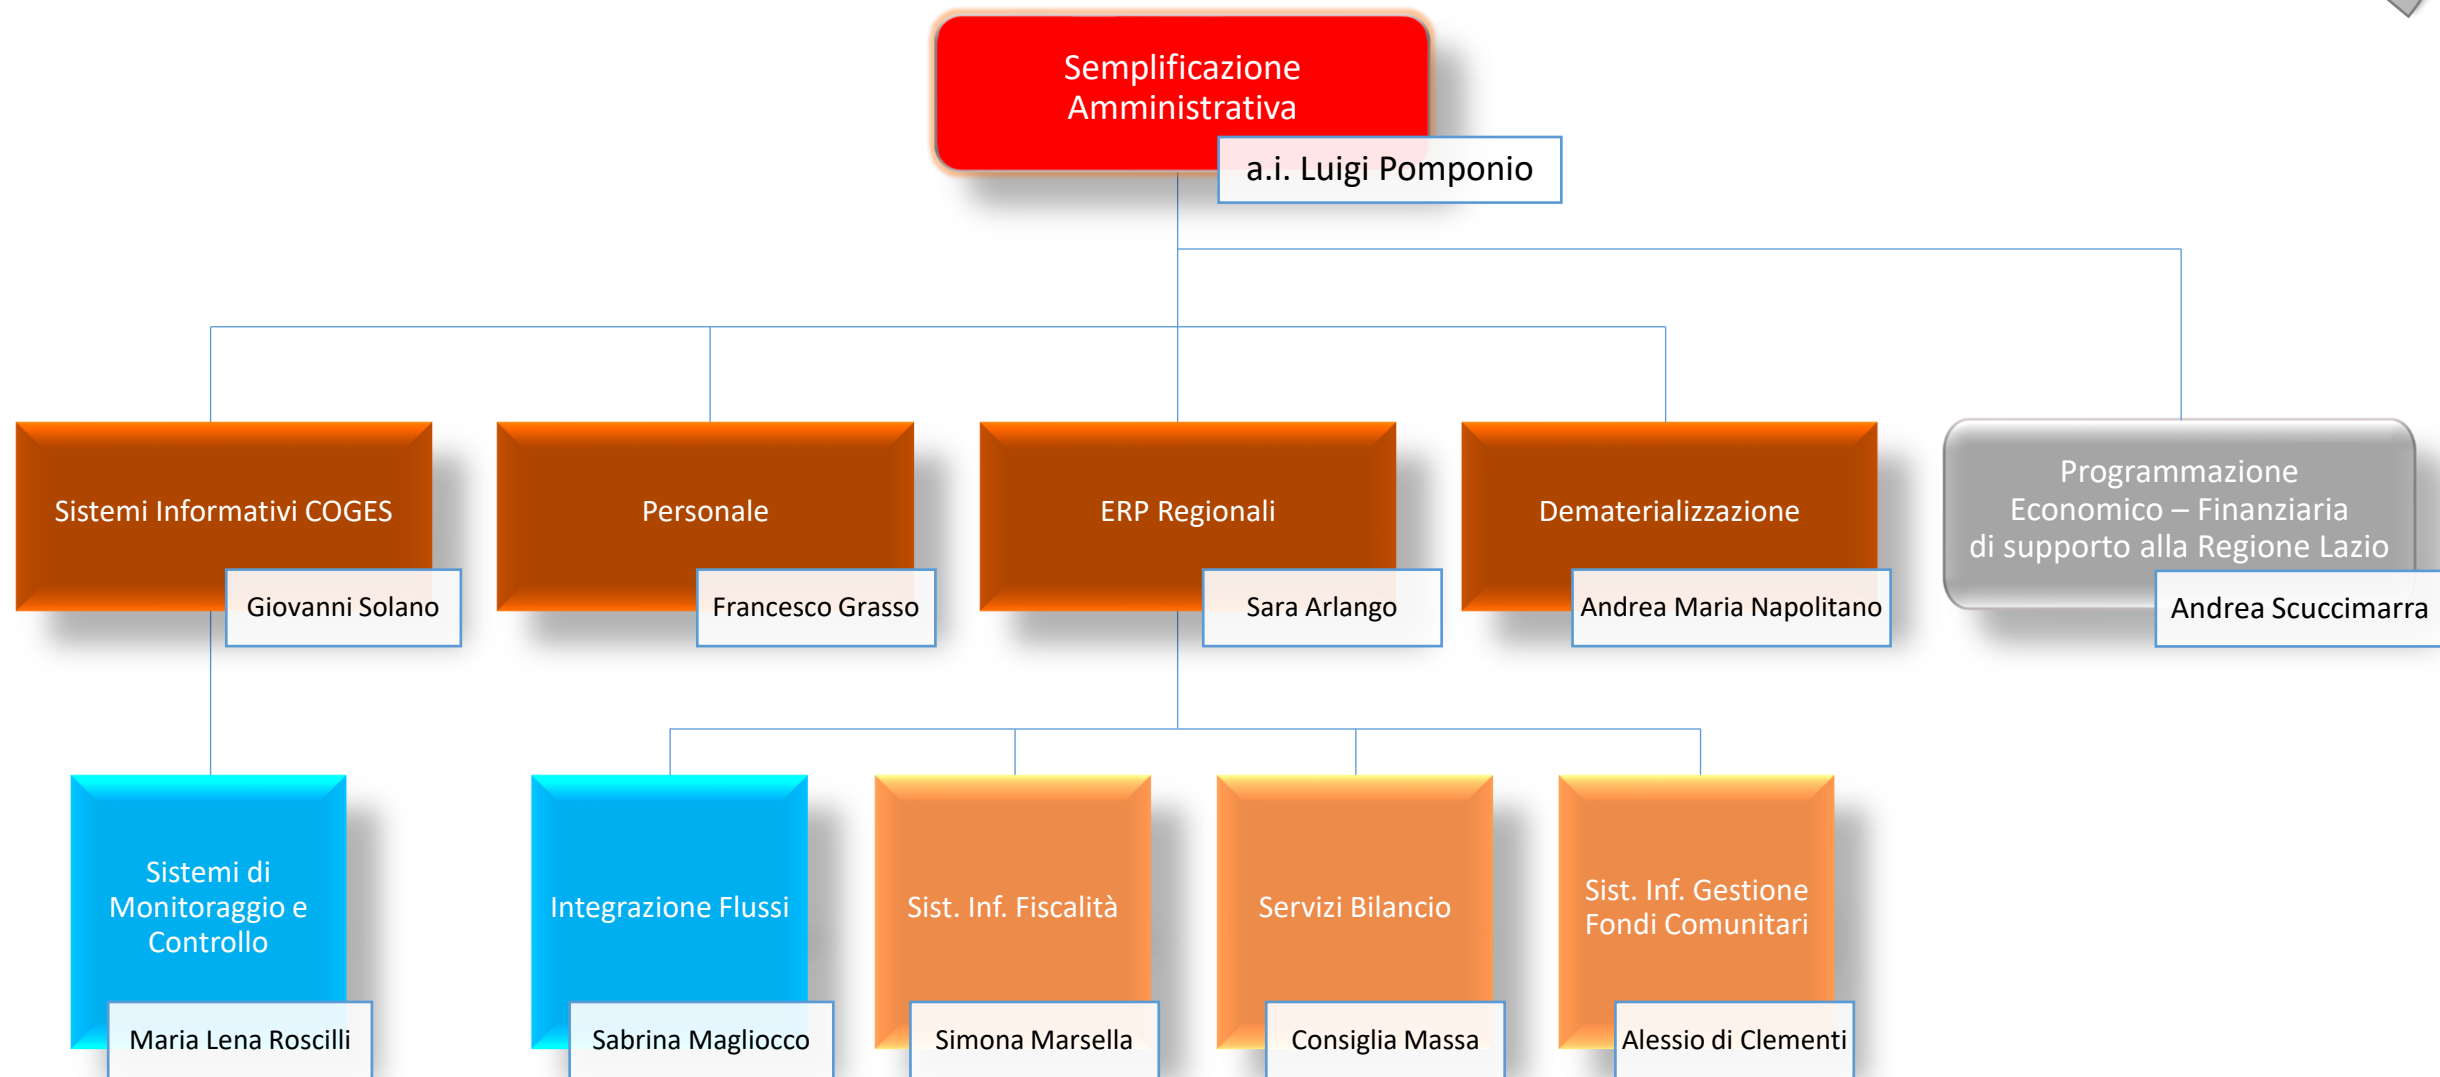 Semplificazione
Amministrativa
a.i. Luigi Pomponio
Sistemi Informativi COGES
Giovanni Solano
Personale
Francesco Grasso
ERP Regionali
Sara Arlango
Dematerializzazione
Andrea Maria Napolitano
Programmazione
Economico – Finanziaria
di supporto alla Regione Lazio
Andrea Scuccimarra
Sistemi di
Monitoraggio e
Controllo
Maria Lena Roscilli
Integrazione Flussi
Sabrina Magliocco
Sist. Inf. Fiscalità
Simona Marsella
Servizi Bilancio
Consiglia Massa
Sist. Inf. Gestione
Fondi Comunitari
Alessio di Clementi